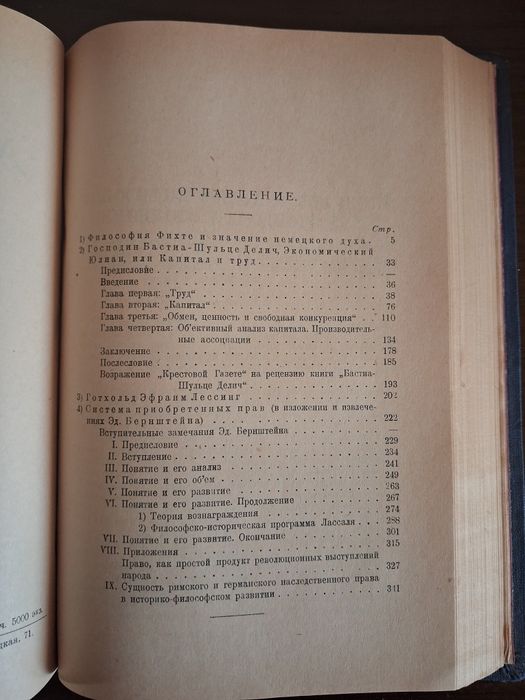 ОГЛАВЛЕНИЕ.
Стр.
1) Философия Фихте и значение немецкого духа. 5
2) Господин Бастиа-Шульце Делич, Экономический
Юлиан, или Капитал и труд. . . . . . . . . . 33
Предисловие . . . . . . . . . . —
Введение . . . . . . . . . . 36
Глава первая: „Труд“ . . . . . . . . . . 38
Глава вторая: „Капитал“ . . . . . . . . . . 76
Глава третья: „Обмен, ценность и свободная конкуренция“ . . 110
Глава четвертая: Об'ективный анализ капитала. Производитель-
ные ассоциации . . . . . . . . . . 134
Заключение . . . . . . . . . . 178
Послесловие . . . . . . . . . . 185
Возражение „Крестовой Газете“ на рецензию книги „Бастиа-
Шульце Делич“ . . . . . . . . . . 193
3) Готхольд Эфраим Лессинг . . . . . . . . . . 202
4) Система приобретенных прав (в изложении и извлече-
ниях Эд. Бернштейна) . . . . . . . . . . 222
Вступительные замечания Эд. Бернштейна . . . . . . . . . . —
I. Предисловие . . . . . . . . . . 229
II. Вступление . . . . . . . . . . 234
III. Понятие и его анализ . . . . . . . . . . 241
IV. Понятие и его об'ем . . . . . . . . . . 249
V. Понятие и его развитие . . . . . . . . . . 263
VI. Понятие и его развитие. Продолжение . . . . . . . . . . 267
1) Теория вознаграждения . . . . . . . . . . 274
2) Философско-историческая программа Лассаля . . . 288
VII. Понятие и его развитие. Окончание . . . . . . . . . . 301
VIII. Приложения . . . . . . . . . . 315
Право, как простой продукт революционных выступлений
народа . . . . . . . . . . 327
IX. Сущность римского и германского наследственного права
в историко-философском развитии . . . . . . . . . . 341
ч. 5000 экз.
цкая, 71.